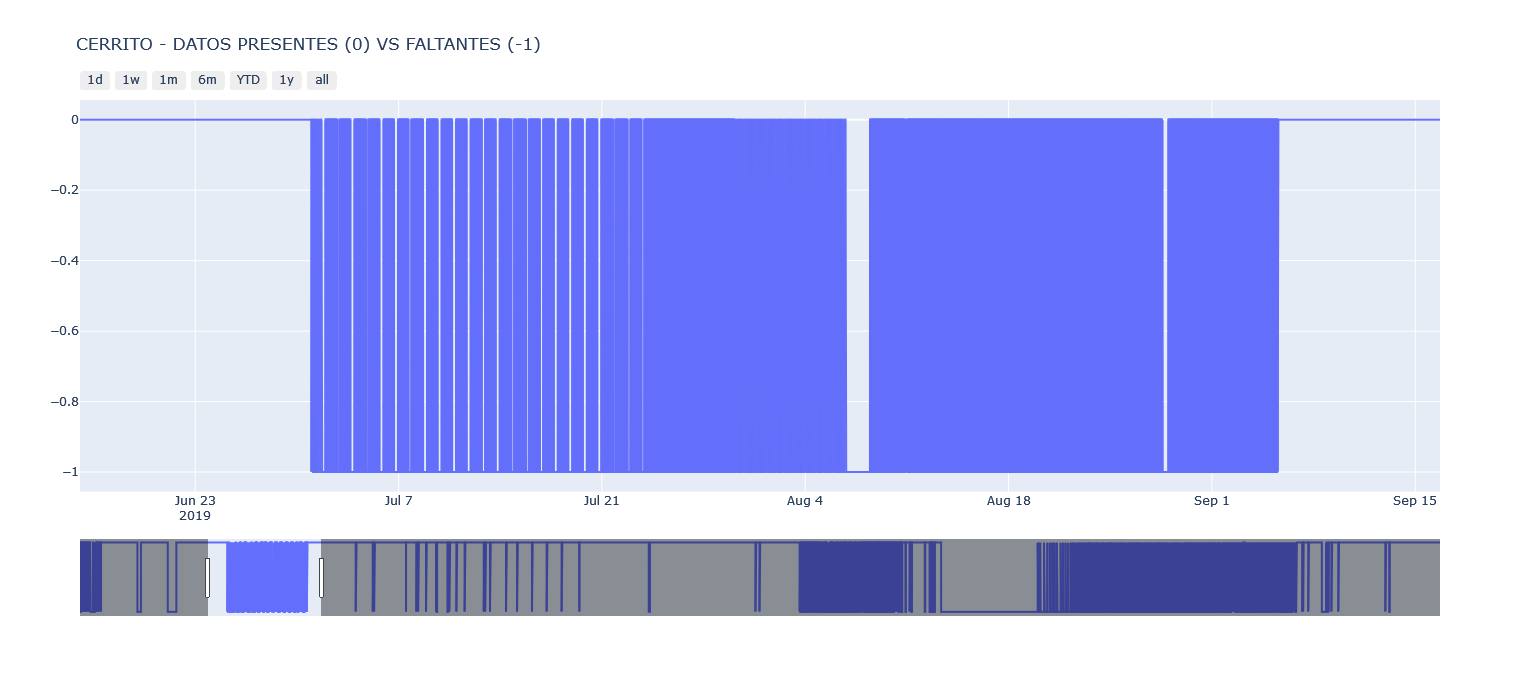 CERRITO - DATOS PRESENTES (0) VS FALTANTES (-1)
1d 1w 1m 6m YTD 1y all
0
−0.2
−0.4
−0.6
−0.8
−1
Jun 23 Jul 7 Jul 21 Aug 4 Aug 18 Sep 1 Sep 15
2019